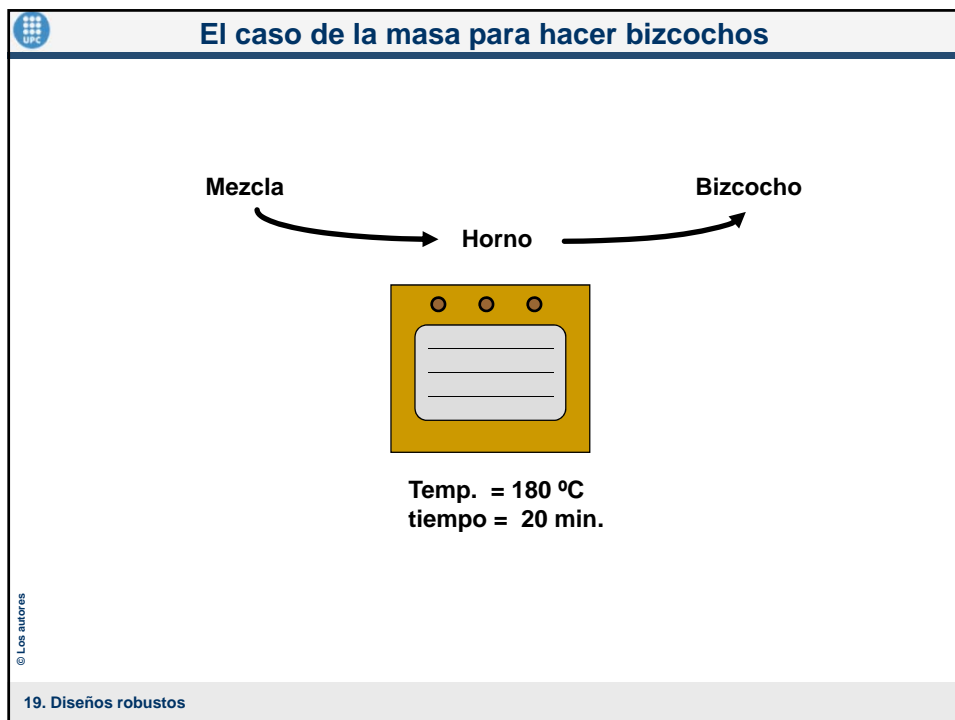 UPC
El caso de la masa para hacer bizcochos
Mezcla
Bizcocho
Horno
Temp. = 180 ºC
tiempo = 20 min.
© Los autores
19. Diseños robustos